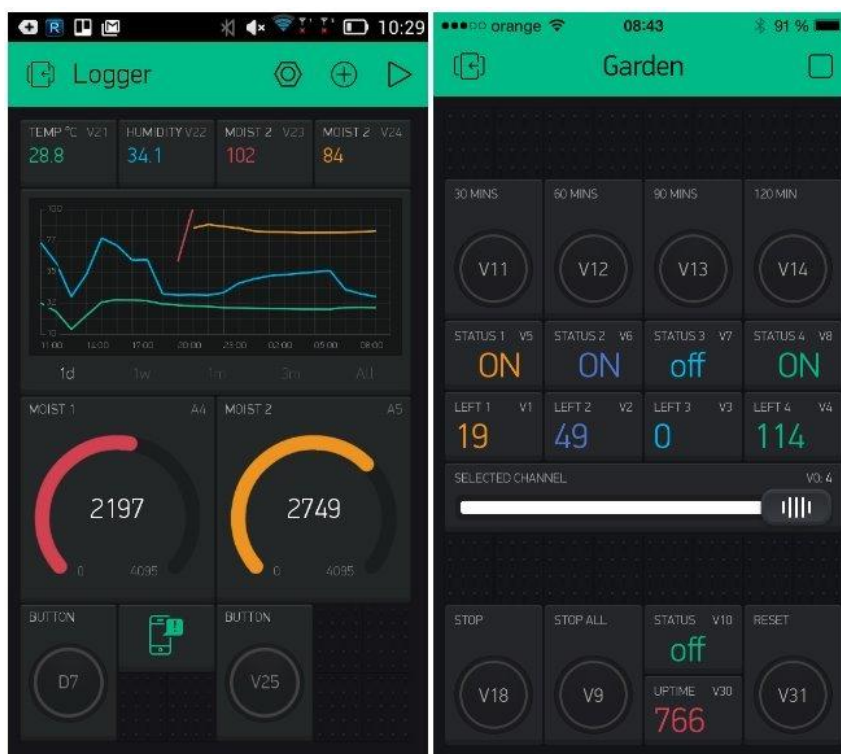 10:29
Logger
TEMP °C V21
28.8
HUMIDITY V22
34.1
MOIST 2 V23
102
MOIST 2 V24
84
100
77
55
32
10
11:00 14:00 17:00 20:00 23:00 02:00 05:00 08:00
1d 1w 1m 3m All
MOIST 1 A4
2197
0 4095
MOIST 2 A5
2749
0 4095
BUTTON
D7
BUTTON
V25
orange 08:43 91 %
Garden
30 MINS 60 MINS 90 MINS 120 MIN
V11 V12 V13 V14
STATUS 1 V5 STATUS 2 V6 STATUS 3 V7 STATUS 4 V8
ON ON off ON
LEFT 1 V1 LEFT 2 V2 LEFT 3 V3 LEFT 4 V4
19 49 0 114
SELECTED CHANNEL V0: 4
STOP STOP ALL STATUS V10 RESET
off
V18 V9 UPTIME V30 V31
766